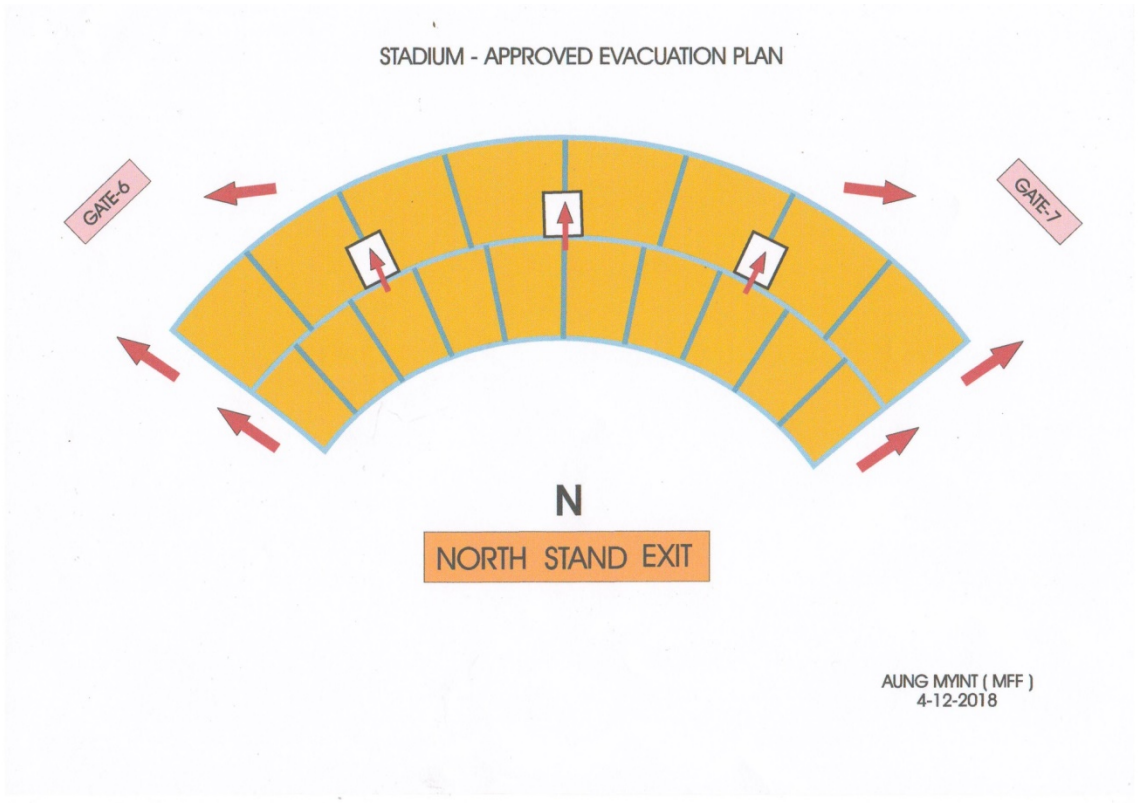 STADIUM - APPROVED EVACUATION PLAN
GATE-6
GATE-7
N
NORTH STAND EXIT
AUNG MYINT ( MFF )
4-12-2018